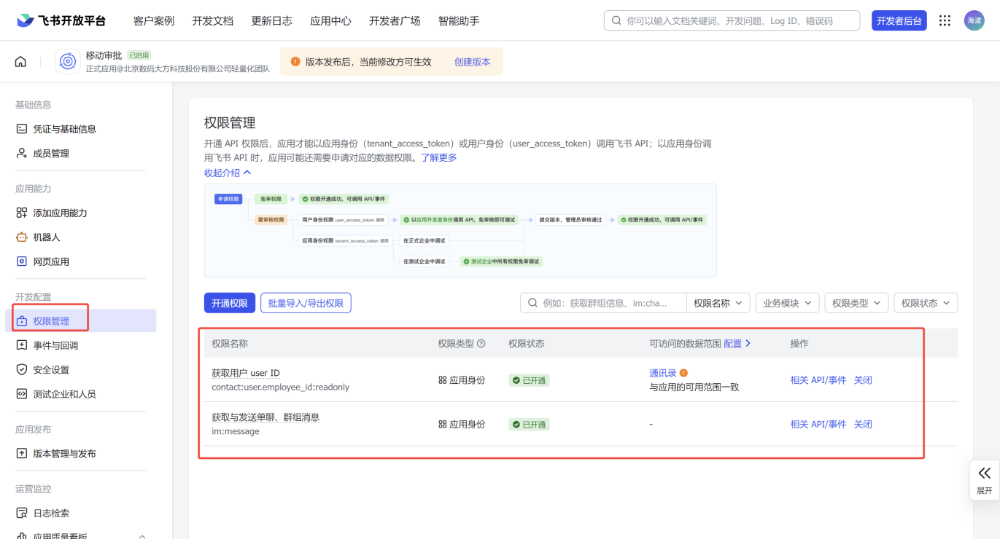 飞书开放平台
客户案例
开发文档
更新日志
应用中心
开发者广场
智能助手
你可以输入文档关键词、开发问题、Log ID、错误码
开发者后台
海波
移动审批 已启用
正式应用@北京数码大方科技股份有限公司轻量化团队
版本发布后，当前修改方可生效 创建版本
基础信息
凭证与基础信息
成员管理
应用能力
添加应用能力
机器人
网页应用
开发配置
权限管理
事件与回调
安全设置
测试企业和人员
应用发布
版本管理与发布
运营监控
日志检索
应用质量看板
权限管理
开通 API 权限后，应用才能以应用身份（tenant_access_token）或用户身份（user_access_token）调用飞书 API；以应用身份调
用飞书 API 时，应用可能还需要申请对应的数据权限。了解更多
收起介绍
申请权限 免审权限 权限开通成功，可调用 API/事件
需审核权限 用户身份权限 user_access_token 调用 以应用开发者身份调用 API，免审核即可调试 提交版本，管理员审核通过 权限开通成功，可调用 API/事件
应用身份权限 tenant_access_token 调用 在正式企业中调试
在测试企业中调试 测试企业中所有权限免审调试
开通权限 批量导入/导出权限 例如：获取群组信息、im:cha... 权限名称 业务模块 权限类型 权限状态
权限名称 权限类型 权限状态 可访问的数据范围 配置 操作
获取用户 user ID
contact:user.employee_id:readonly
应用身份 已开通
通讯录
与应用的可用范围一致
相关 API/事件 关闭
获取与发送单聊、群组消息
im:message
应用身份 已开通 - 相关 API/事件 关闭
展开